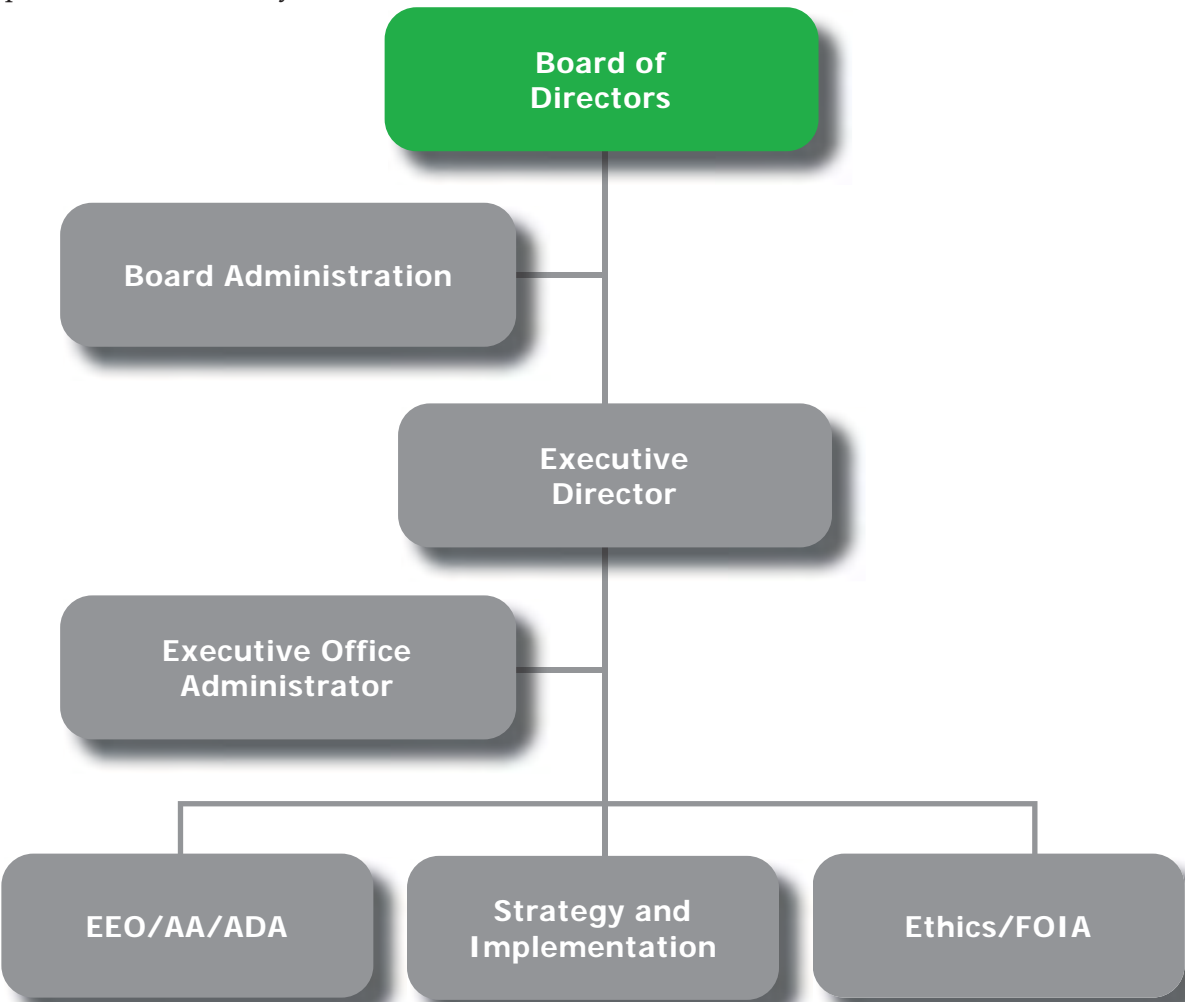 Board of
Directors
Board Administration
Executive
Director
Executive Office
Administrator
EEO/AA/ADA
Strategy and
Implementation
Ethics/FOIA